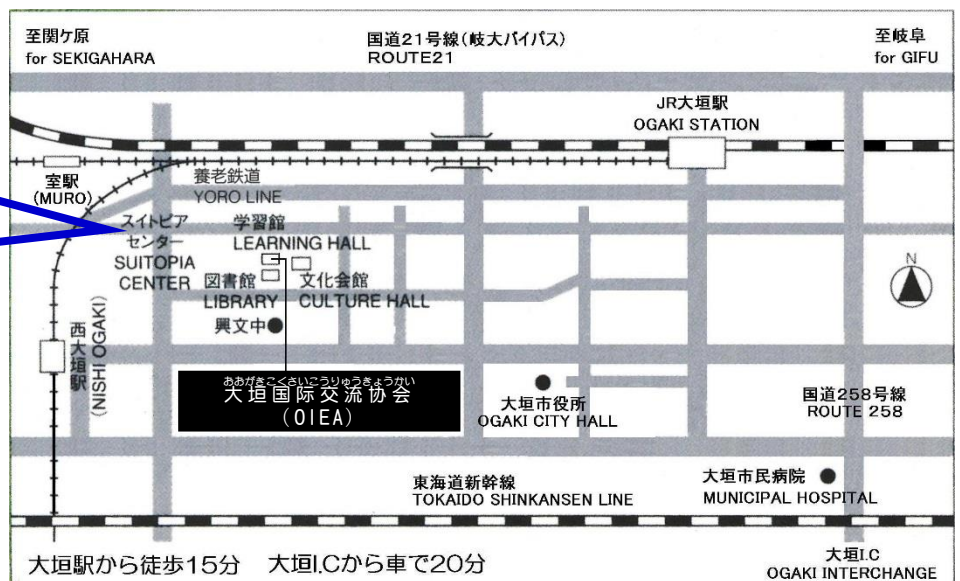 至関ケ原
for SEKIGAHARA
国道21号線(岐大バイパス)
ROUTE21
至岐阜
for GIFU
JR大垣駅
OGAKI STATION
室駅
(MURO)
養老鉄道
YORO LINE
スイトピア
センター
SUITOPIA
CENTER
学習館
LEARNING HALL
図書館
LIBRARY
文化会館
CULTURE HALL
興文中
N
西大垣駅
(NISHI OGAKI)
おおがきこくさいこうりゅうきょうかい
大垣国际交流协会
(OIEA)
大垣市役所
OGAKI CITY HALL
国道258号線
ROUTE 258
東海道新幹線
TOKAIDO SHINKANSEN LINE
大垣市民病院
MUNICIPAL HOSPITAL
大垣駅から徒歩15分 大垣I.Cから車で20分
大垣I.C
OGAKI INTERCHANGE